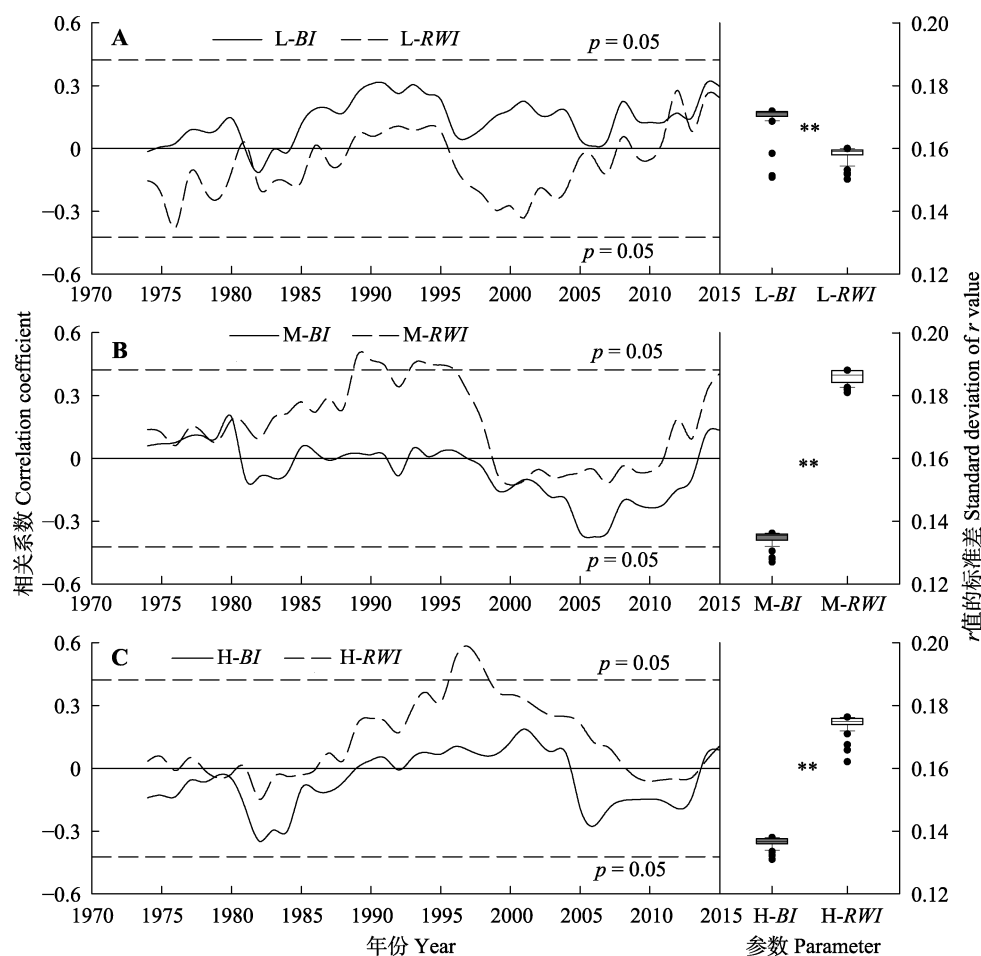 0.6
0.3
0
−0.3
−0.6
A
L-BI
L-RWI
p = 0.05
p = 0.05
1970 1975 1980 1985 1990 1995 2000 2005 2010 2015
L-BI L-RWI
**
0.20
0.18
0.16
0.14
0.12
0.6
0.3
0
−0.3
−0.6
B
M-BI
M-RWI
p = 0.05
p = 0.05
1970 1975 1980 1985 1990 1995 2000 2005 2010 2015
M-BI M-RWI
**
0.20
0.18
0.16
0.14
0.12
0.6
0.3
0
−0.3
−0.6
C
H-BI
H-RWI
p = 0.05
p = 0.05
1970 1975 1980 1985 1990 1995 2000 2005 2010 2015
H-BI H-RWI
**
0.20
0.18
0.16
0.14
0.12
相关系数 Correlation coefficient
r值的标准差 Standard deviation of r value
年份 Year
参数 Parameter